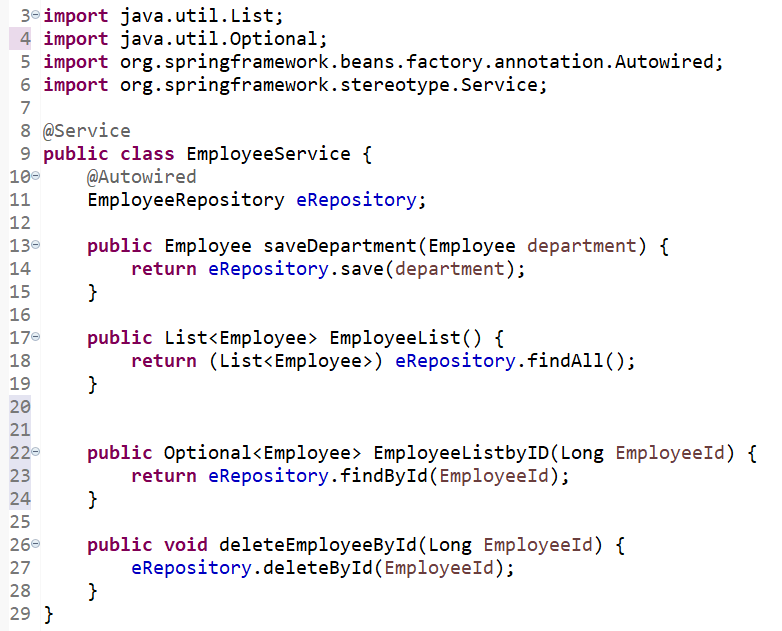 3 import java.util.List;
4 import java.util.Optional;
5 import org.springframework.beans.factory.annotation.Autowired;
6 import org.springframework.stereotype.Service;
7
8 @Service
9 public class EmployeeService {
10     @Autowired
11     EmployeeRepository eRepository;
12
13     public Employee saveDepartment(Employee department) {
14         return eRepository.save(department);
15     }
16
17     public List<Employee> EmployeeList() {
18         return (List<Employee>) eRepository.findAll();
19     }
20
21
22     public Optional<Employee> EmployeeListbyID(Long EmployeeId) {
23         return eRepository.findById(EmployeeId);
24     }
25
26     public void deleteEmployeeById(Long EmployeeId) {
27         eRepository.deleteById(EmployeeId);
28     }
29 }